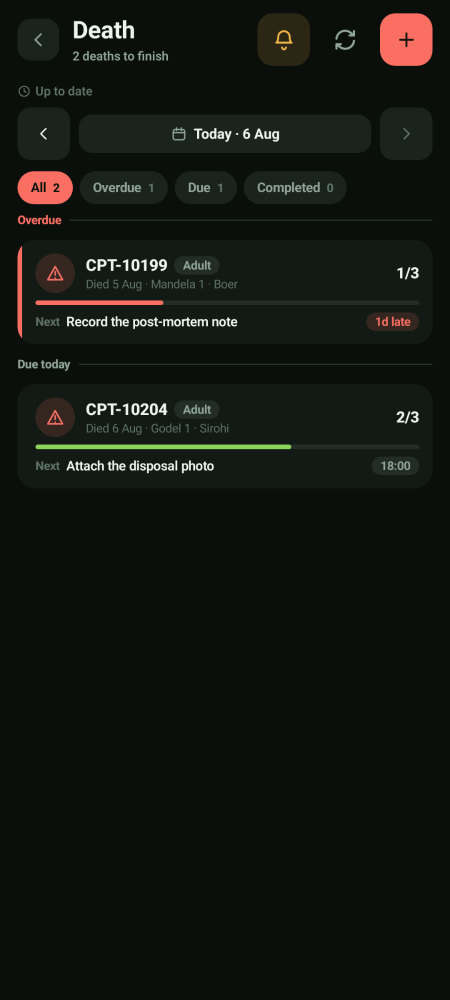 Death
2 deaths to finish
Up to date
Today · 6 Aug
All 2
Overdue 1
Due 1
Completed 0
Overdue
CPT-10199 Adult
Died 5 Aug · Mandela 1 · Boer
1/3
Next Record the post-mortem note
1d late
Due today
CPT-10204 Adult
Died 6 Aug · Godel 1 · Sirohi
2/3
Next Attach the disposal photo
18:00